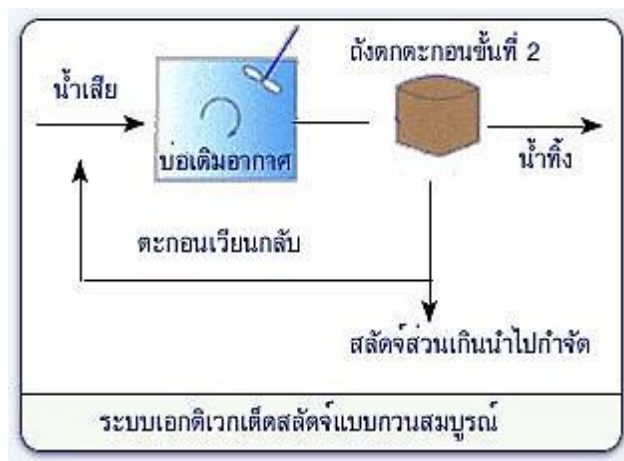 ถังตกตะกอนขั้นที่ 2
น้ำเสีย
บ่อเติมอากาศ
น้ำทิ้ง
ตะกอนเวียนกลับ
สลัดจ์ส่วนเกินนำไปกำจัด
ระบบเอกติเวกเต็ดสลัดจ์แบบกวนสมบูรณ์